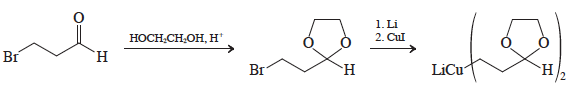 O
Br
H
HOCH₂CH₂OH, H⁺
O O
Br
H
1. Li
2. CuI
O O
LiCu
H
2